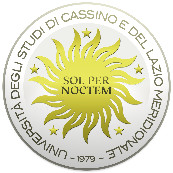 UNIVERSITÀ DEGLI STUDI DI CASSINO E DEL LAZIO MERIDIONALE
SOL PER
NOCTEM
- 1979 -